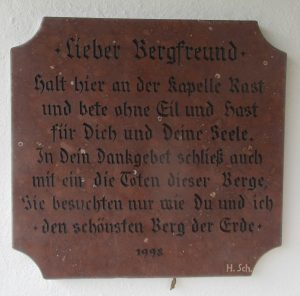 · Lieber Bergfreund ·
Halt hier an der Kapelle Rast
und bete ohne Eil und Hast
für Dich und Deine Seele.
In Dein Dankgebet schließ auch
mit ein die Toten dieser Berge,
Sie besuchten nur wie Du und ich
· den schönsten Berg der Erde ·
1998
H. Sch.